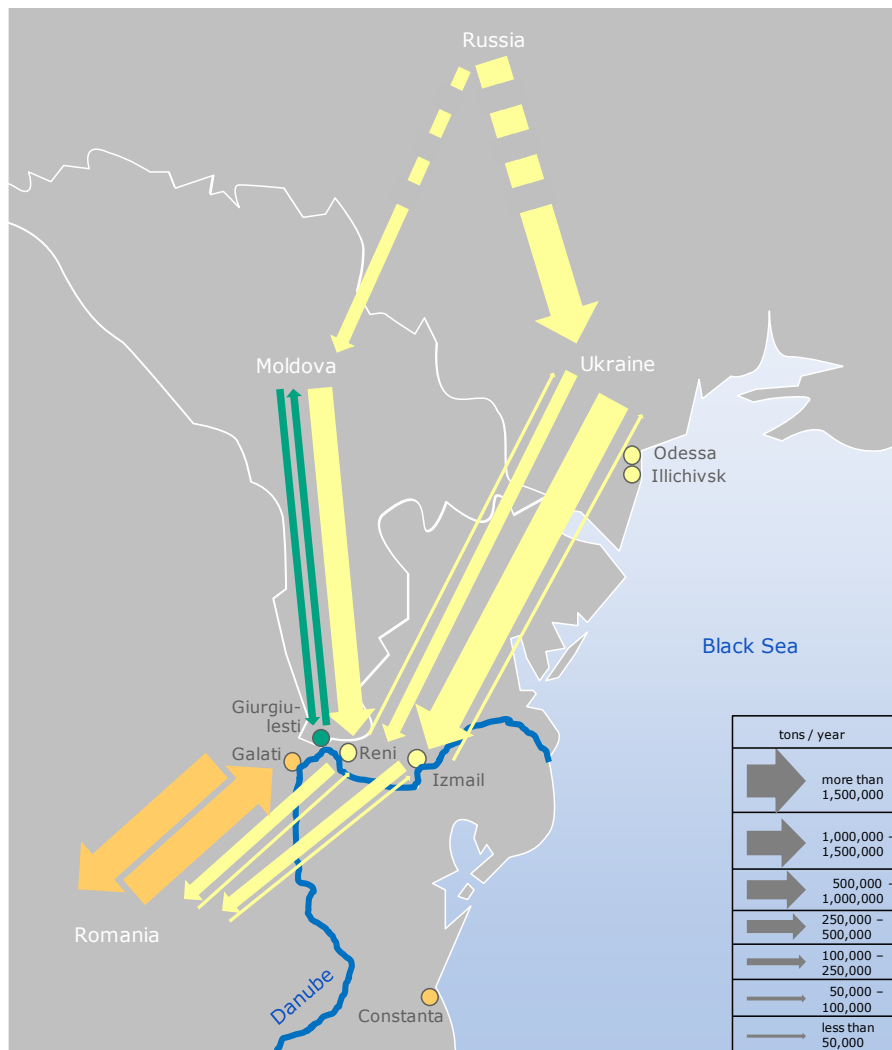 Russia
Moldova
Ukraine
Odessa
Illichivsk
Black Sea
Giurgiu-
lesti
Galati
Reni
Izmail
Romania
Danube
Constanta
tons / year
more than
1,500,000
1,000,000 –
1,500,000
500,000 –
1,000,000
250,000 –
500,000
100,000 –
250,000
50,000 –
100,000
less than
50,000